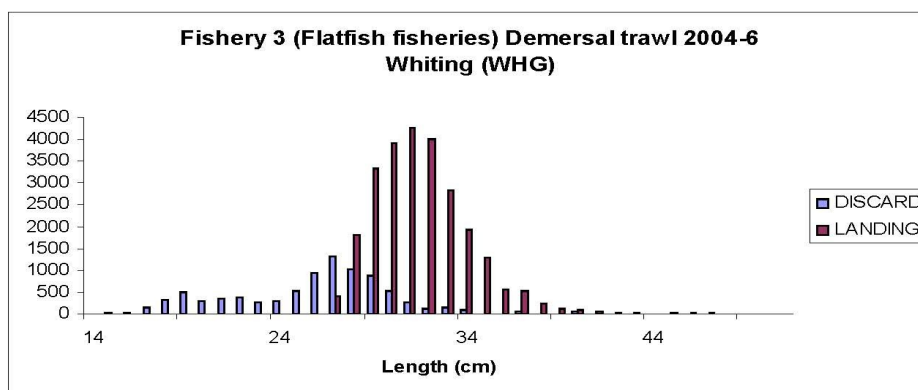 Fishery 3 (Flatfish fisheries) Demersal trawl 2004-6
Whiting (WHG)
4500
4000
3500
3000
2500
2000
1500
1000
500
0
DISCARD
LANDING
14 24 34 44
Length (cm)